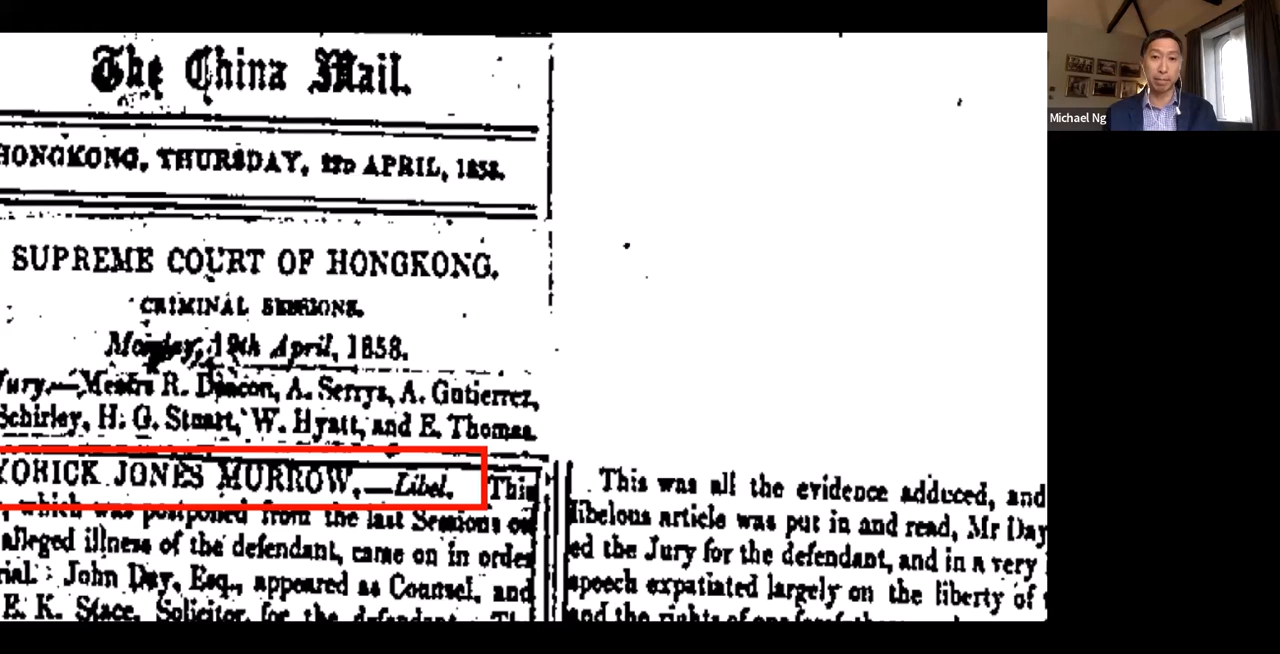 The China Mail.
HONGKONG, THURSDAY, APRIL, 1858.
SUPREME COURT OF HONGKONG.
CRIMINAL SESSIONS.
Monday, 19th April, 1858.
Jury.—Messrs R. Deacon, A. Serrys, A. Gutierrez,
Schirley, H. G. Stuart, W. Hyatt, and E. Thomas.
YORICK JONES MURROW.—Libel. This
, which was postponed from the last Sessions on
alleged illness of the defendant, came on in order
rial. John Day, Esq., appeared as Counsel, and
E. K. Stace, Solicitor, for the defendant.
This was all the evidence adduced, and
libelous article was put in and read, Mr Day
ed the Jury for the defendant, and in a very
speech expatiated largely on the liberty of
and the rights of
Michael Ng